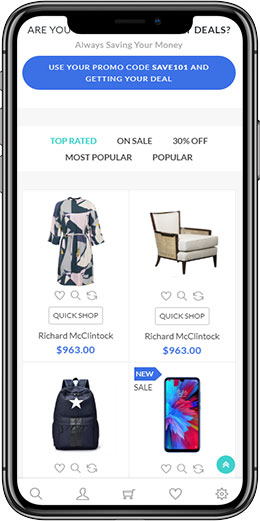 ARE YOU DEALS?
Always Saving Your Money
USE YOUR PROMO CODE SAVE101 AND
GETTING YOUR DEAL
TOP RATED ON SALE 30% OFF
MOST POPULAR POPULAR
QUICK SHOP QUICK SHOP
Richard McClintock Richard McClintock
$963.00 $963.00
NEW
SALE